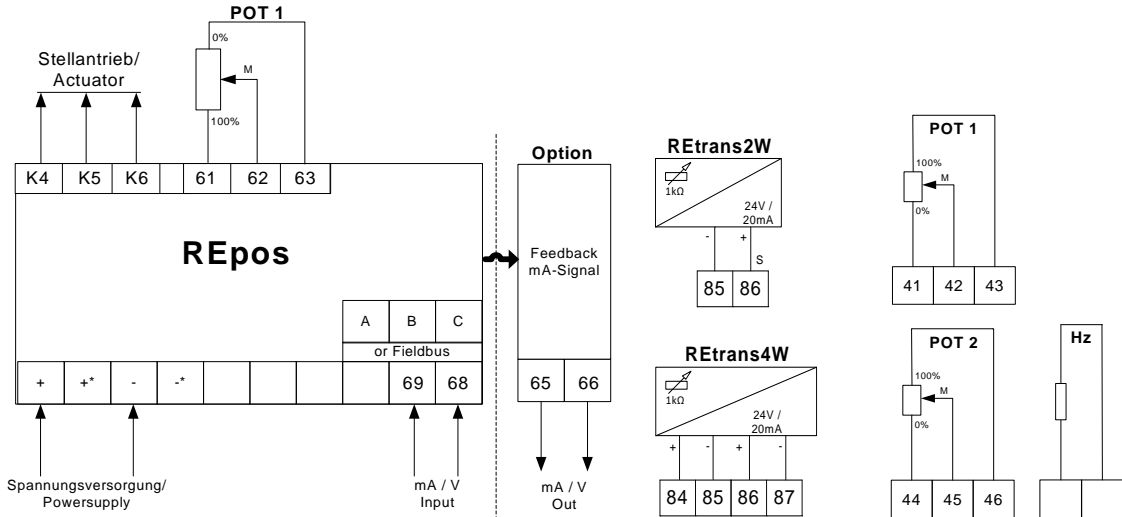 POT 1
0%
M
100%
Stellantrieb/
Actuator
K4 K5 K6 61 62 63
REpos
A B C
or Fieldbus
+ +* - -* 69 68
Spannungsversorgung/
Powersupply
mA / V
Input
Option
Feedback
mA-Signal
65 66
mA / V
Out
REtrans2W
1kΩ
24V /
20mA
- +
S
85 86
REtrans4W
1kΩ
24V /
20mA
+ - + -
84 85 86 87
POT 1
100%
M
0%
41 42 43
POT 2
100%
M
0%
44 45 46
Hz